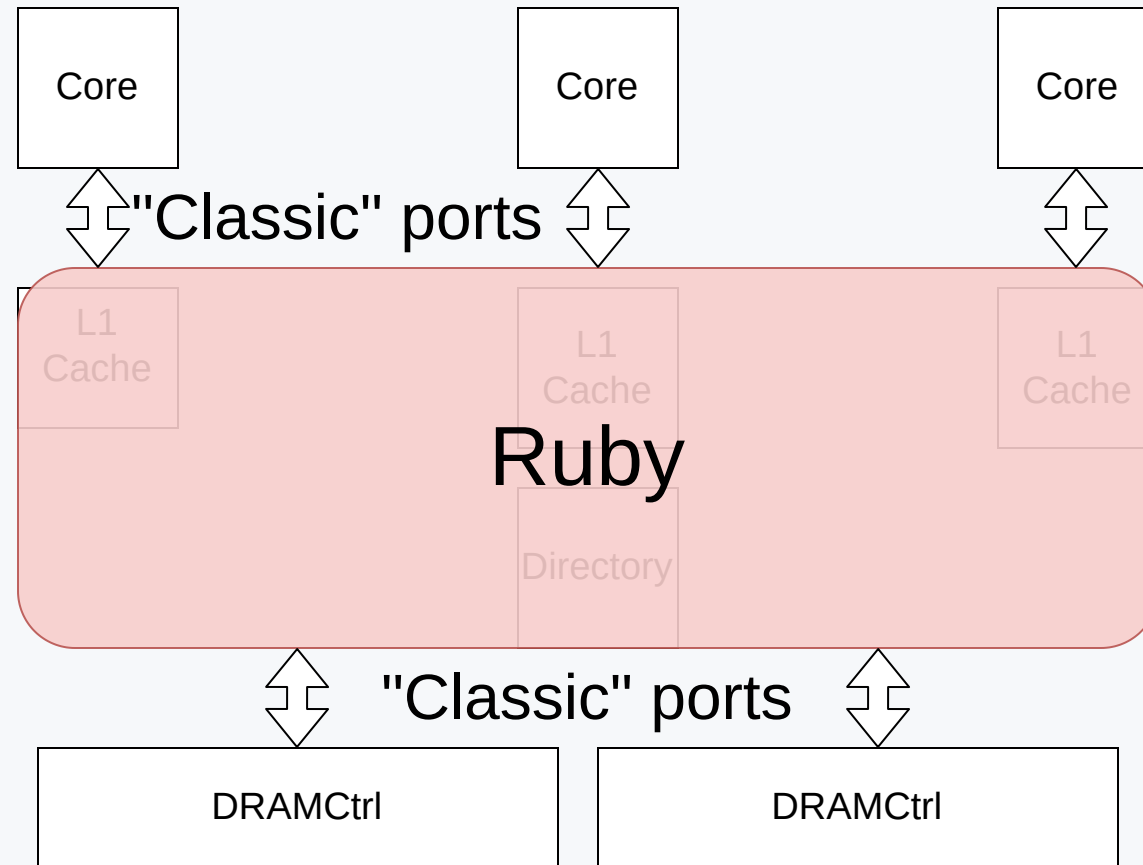 Core
Core
Core
"Classic" ports
L1
Cache
L1
Cache
L1
Cache
Ruby
Directory
"Classic" ports
DRAMCtrl
DRAMCtrl